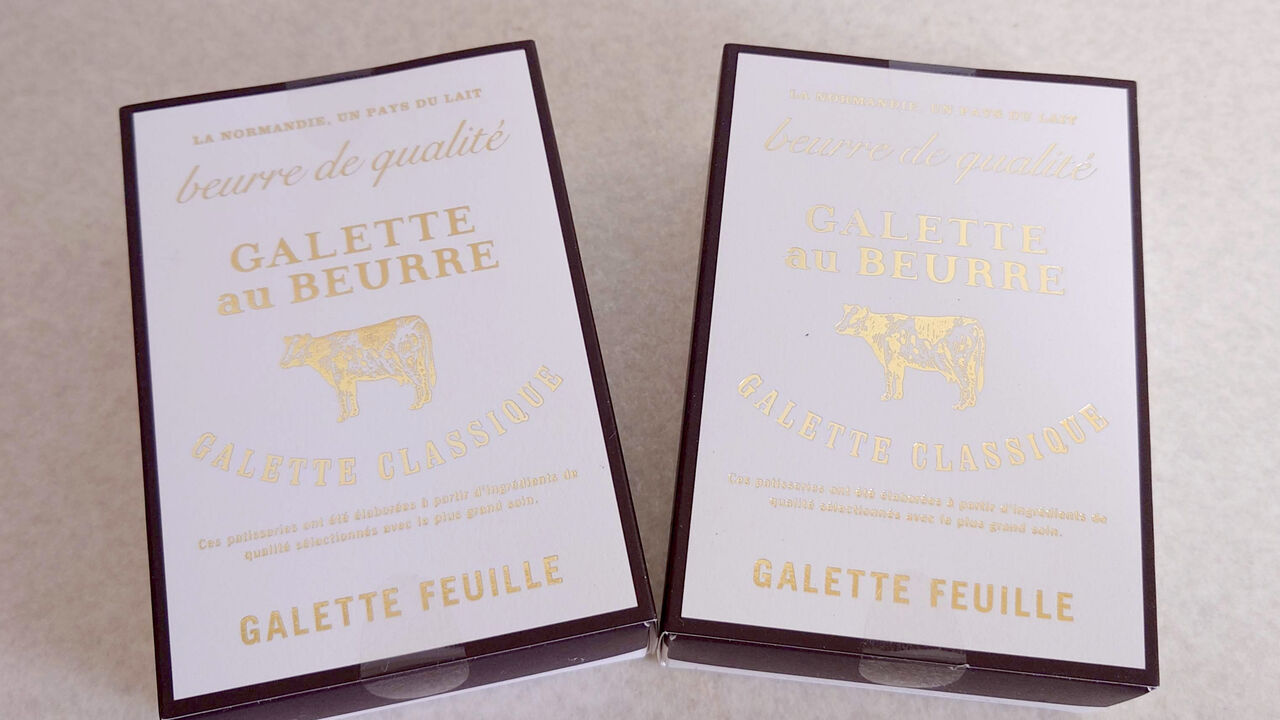 LA NORMANDIE, UN PAYS DU LAIT
beurre de qualité
GALETTE
au BEURRE
GALETTE CLASSIQUE
Ces patisseries ont été élaborées à partir d'ingrédients de
qualité sélectionnés avec le plus grand soin.
GALETTE FEUILLE
LA NORMANDIE, UN PAYS DU LAIT
beurre de qualité
GALETTE
au BEURRE
GALETTE CLASSIQUE
Ces patisseries ont été élaborées à partir d'ingrédients de
qualité sélectionnés avec le plus grand soin.
GALETTE FEUILLE